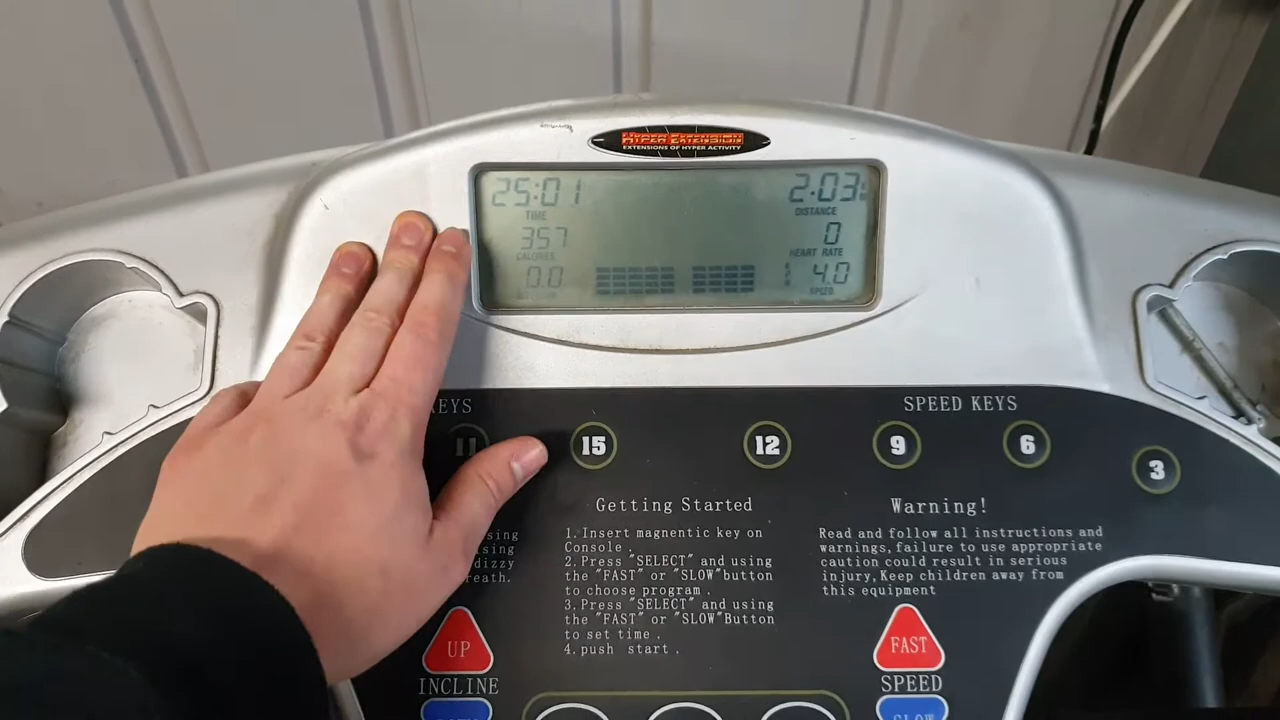 HYPER EXTENSION
EXTENSIONS OF HYPER ACTIVITY
25:01
TIME
2.03
DISTANCE
357
CALORIES
0
HEART RATE
0.0
4.0
SPEED
KEYS
SPEED KEYS
11
15
12
9
6
3
Getting Started
1. Insert magnentic key on
Console .
2. Press "SELECT" and using
the "FAST" or "SLOW"button
to choose program .
3. Press "SELECT" and using
the "FAST" or "SLOW"Button
to set time .
4. push start .
Warning!
Read and follow all instructions and
warnings, failure to use appropriate
caution could result in serious
injury, Keep children away from
this equipment
dizzy
UP
INCLINE
FAST
SPEED
SLOW